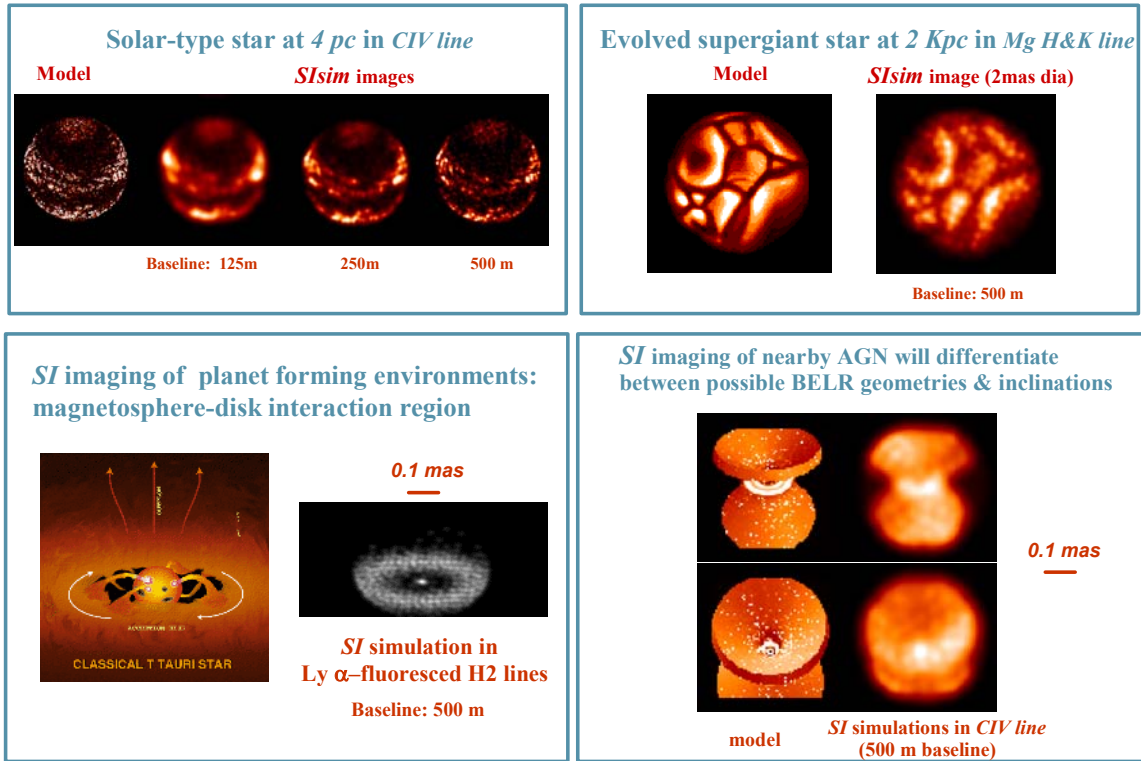 Solar-type star at 4 pc in CIV line
Model
SIsim images
Baseline: 125m
250m
500 m
Evolved supergiant star at 2 Kpc in Mg H&K line
Model
SIsim image (2mas dia)
Baseline: 500 m
SI imaging of planet forming environments:
magnetosphere-disk interaction region
CLASSICAL T TAURI STAR
0.1 mas
SI simulation in
Ly α–fluoresced H2 lines
Baseline: 500 m
SI imaging of nearby AGN will differentiate
between possible BELR geometries & inclinations
0.1 mas
model
SI simulations in CIV line
(500 m baseline)